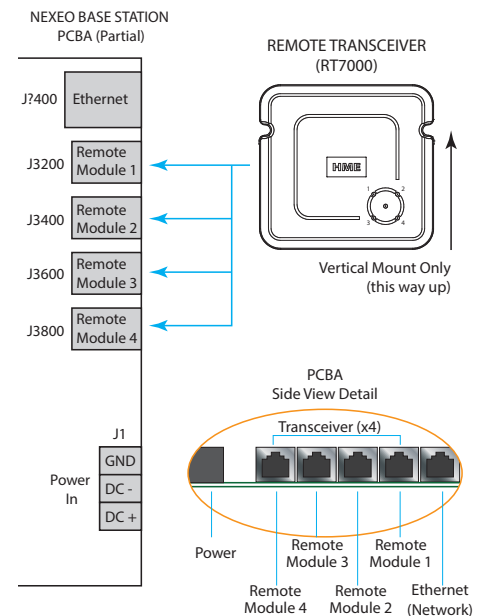 NEXEO BASE STATION
PCBA (Partial)
J?400
Ethernet
J3200
Remote
Module 1
J3400
Remote
Module 2
J3600
Remote
Module 3
J3800
Remote
Module 4
J1
Power
In
GND
DC -
DC +
REMOTE TRANSCEIVER
(RT7000)
HME
1
2
3
4
Vertical Mount Only
(this way up)
PCBA
Side View Detail
Transceiver (x4)
Power
Remote
Module 4
Remote
Module 3
Remote
Module 2
Remote
Module 1
Ethernet
(Network)